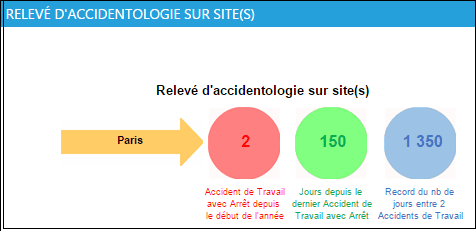 RELEVÉ D'ACCIDENTOLOGIE SUR SITE(S)
Relevé d'accidentologie sur site(s)
Paris
2
150
1 350
Accident de Travail
avec Arrêt depuis
le début de l'année
Jours depuis le
dernier Accident de
Travail avec Arrêt
Record du nb de
jours entre 2
Accidents de Travail